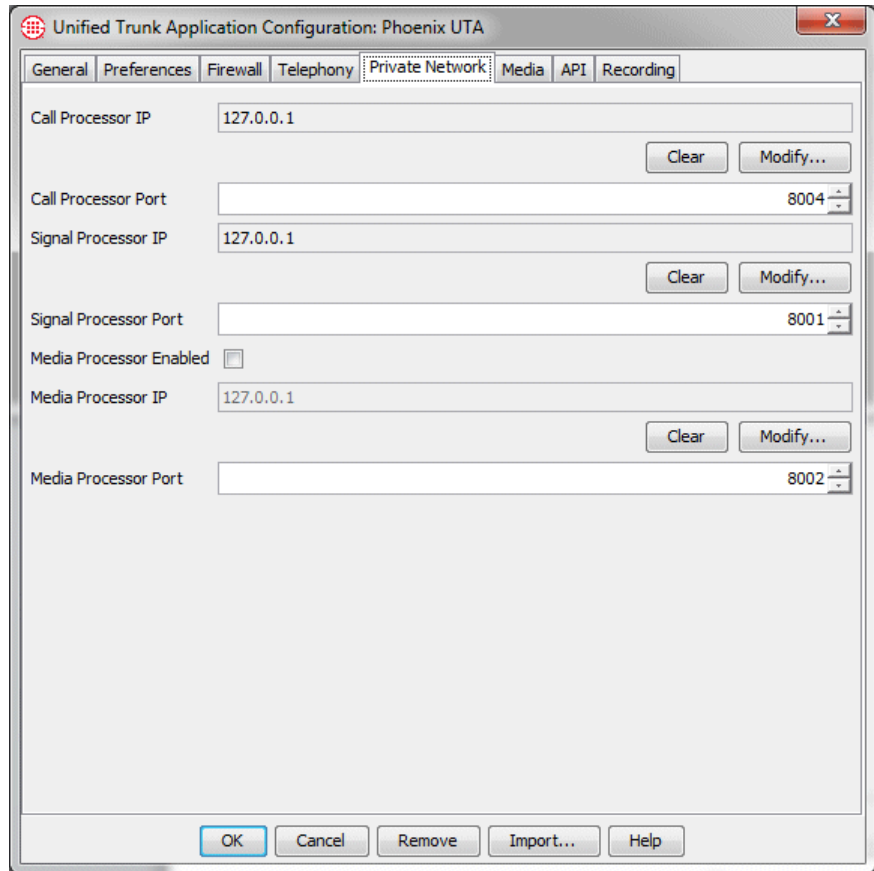 Unified Trunk Application Configuration: Phoenix UTA
General Preferences Firewall Telephony Private Network Media API Recording
Call Processor IP 127.0.0.1
Clear Modify...
Call Processor Port 8004
Signal Processor IP 127.0.0.1
Clear Modify...
Signal Processor Port 8001
Media Processor Enabled
Media Processor IP 127.0.0.1
Clear Modify...
Media Processor Port 8002
OK Cancel Remove Import... Help